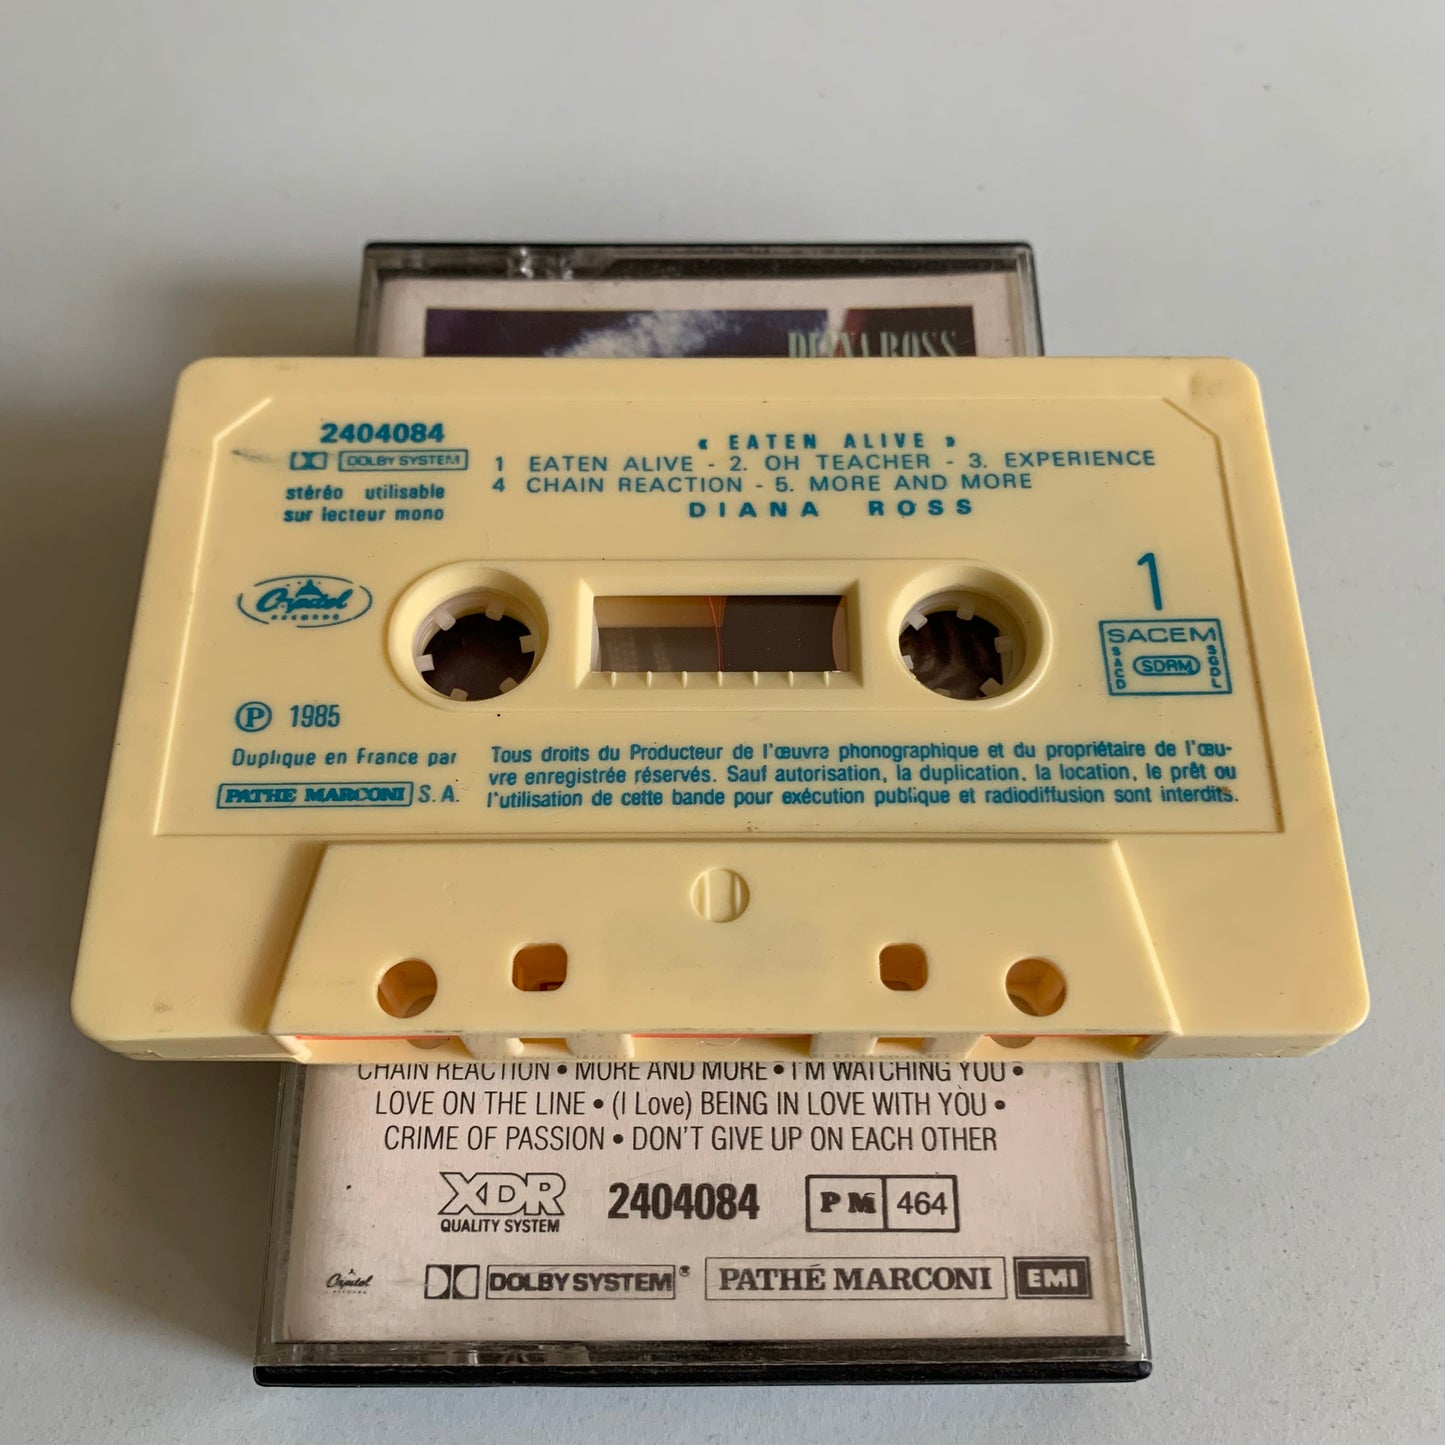 DIANA ROSS
2404084
DOLBY SYSTEM
stéréo utilisable
sur lecteur mono
« EATEN ALIVE »
1 EATEN ALIVE - 2. OH TEACHER - 3. EXPERIENCE
4 CHAIN REACTION - 5. MORE AND MORE
DIANA ROSS
Capitol
RECORDS
1
SACEM
SACD
SDRM
SGDL
Ⓟ 1985
Duplique en France par
PATHE MARCONI S.A.
Tous droits du Producteur de l'œuvra phonographique et du propriétaire de l'œu-
vre enregistrée réservés. Sauf autorisation, la duplication, la location, le prêt ou
l'utilisation de cette bande pour exécution publique et radiodiffusion sont interdits.
CHAIN REACTION • MORE AND MORE • I'M WATCHING YOU •
LOVE ON THE LINE • (I Love) BEING IN LOVE WITH YOU •
CRIME OF PASSION • DON'T GIVE UP ON EACH OTHER
XDR
QUALITY SYSTEM
2404084
PM 464
Capitol
RECORDS
DOLBY SYSTEM®
PATHÉ MARCONI
EMI